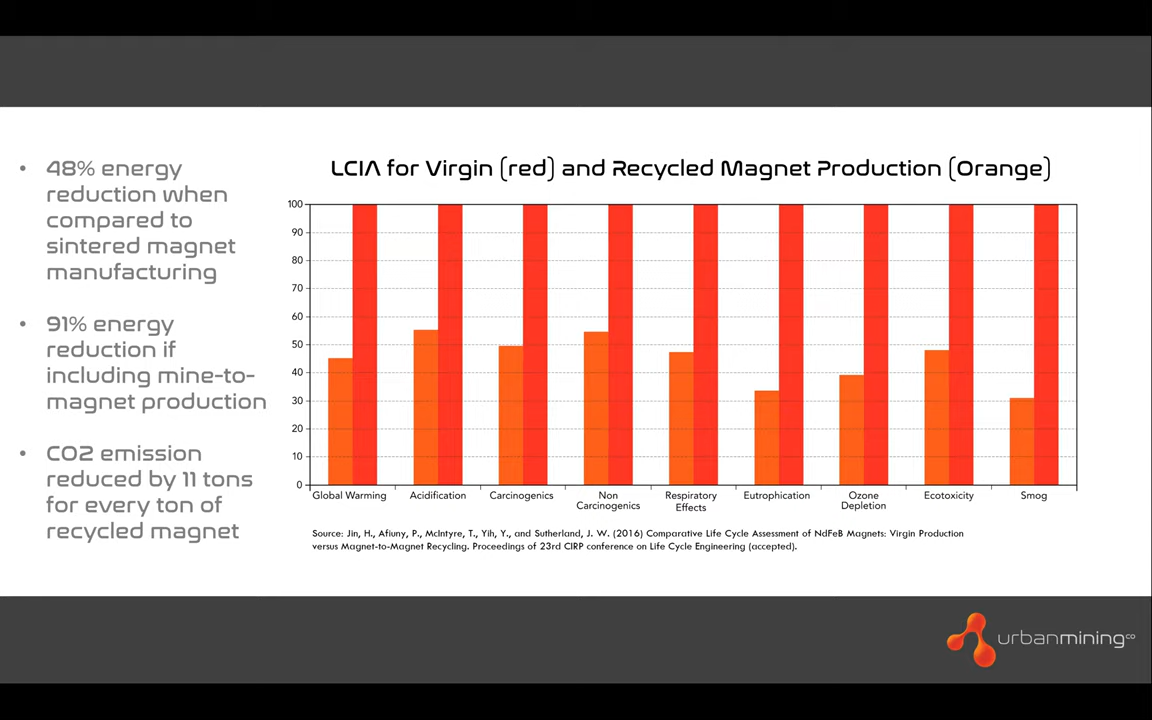 • 48% energy
reduction when
compared to
sintered magnet
manufacturing
• 91% energy
reduction if
including mine-to-
magnet production
• CO2 emission
reduced by 11 tons
for every ton of
recycled magnet
LCIA for Virgin (red) and Recycled Magnet Production (Orange)
100
90
80
70
60
50
40
30
20
10
0
Global Warming
Acidification
Carcinogenics
Non
Carcinogenics
Respiratory
Effects
Eutrophication
Ozone
Depletion
Ecotoxicity
Smog
Source: Jin, H., Afiuny, P., McIntyre, T., Yih, Y., and Sutherland, J. W. (2016) Comparative Life Cycle Assessment of NdFeB Magnets: Virgin Production
versus Magnet-to-Magnet Recycling. Proceedings of 23rd CIRP conference on Life Cycle Engineering (accepted).
urbanmining co